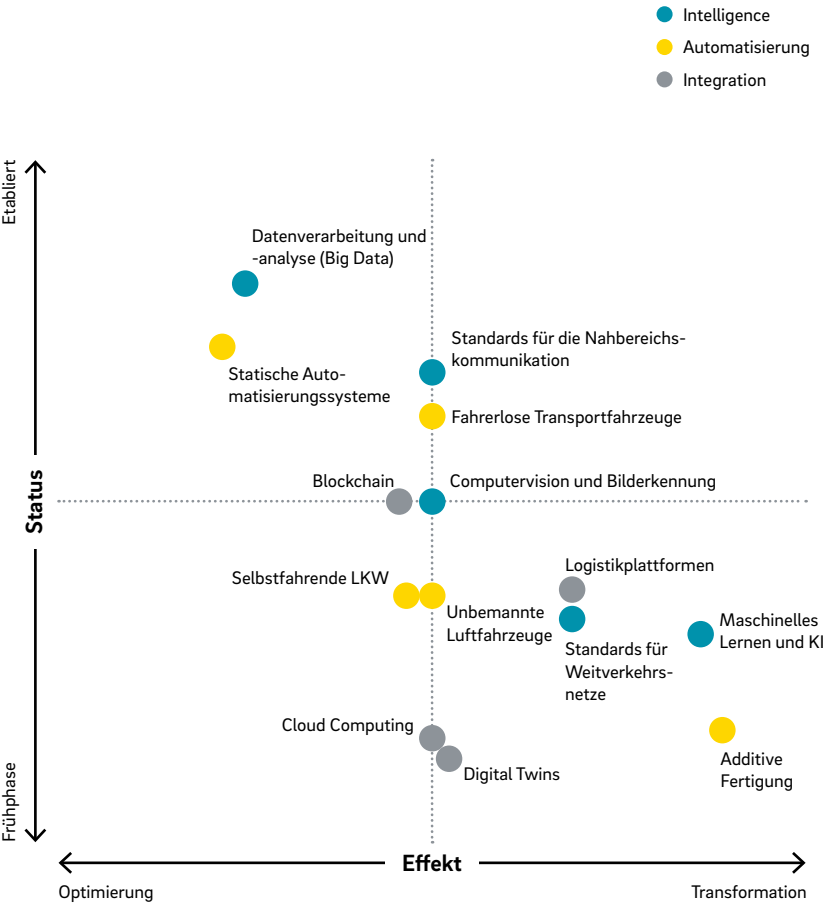 Intelligence
Automatisierung
Integration
Etabliert
Datenverarbeitung und
-analyse (Big Data)
Standards für die Nahbereichs-
kommunikation
Statische Auto-
matisierungssysteme
Fahrerlose Transportfahrzeuge
Blockchain
Computervision und Bilderkennung
Status
Selbstfahrende LKW
Unbemannte
Luftfahrzeuge
Logistikplattformen
Standards für
Weitverkehrs-
netze
Maschinelles
Lernen und KI
Cloud Computing
Digital Twins
Additive
Fertigung
Frühphase
Effekt
Optimierung
Transformation